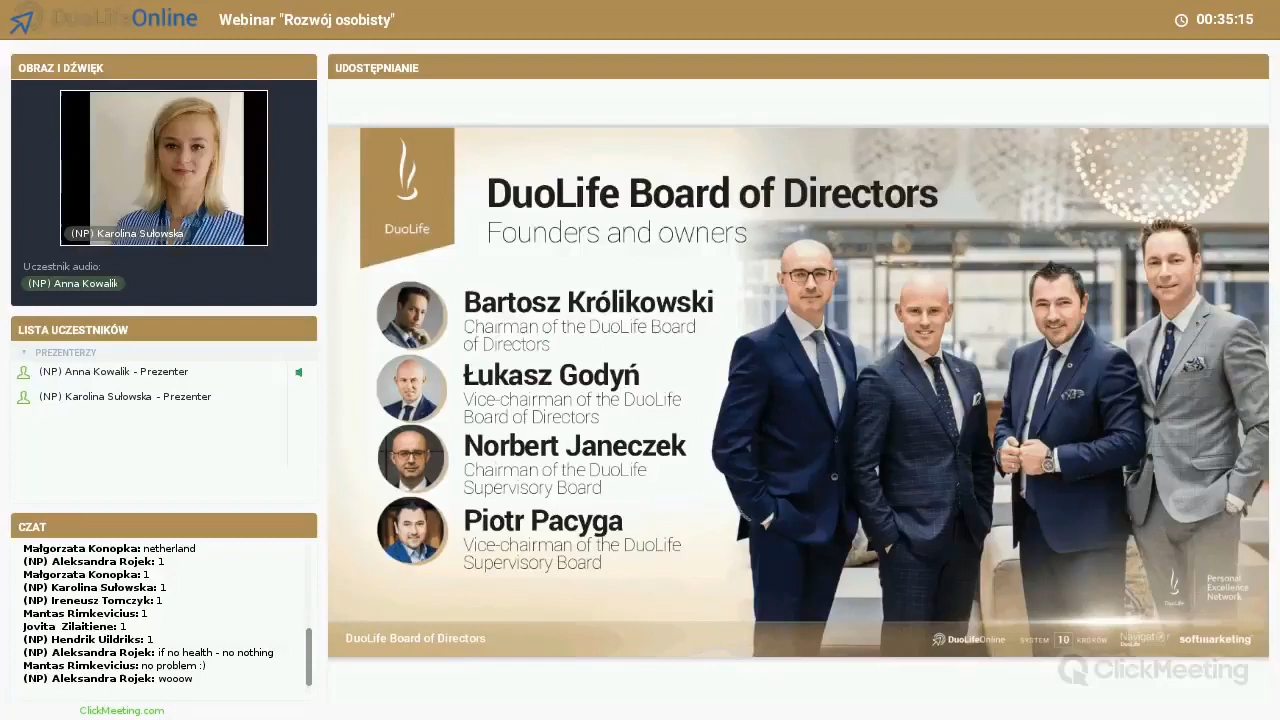 DuoLifeOnline
Webinar "Rozwój osobisty"
00:35:15
OBRAZ I DŹWIĘK
(NP) Karolina Sułowska
Uczestnik audio:
(NP) Anna Kowalik
LISTA UCZESTNIKÓW
PREZENTERZY
(NP) Anna Kowalik - Prezenter
(NP) Karolina Sułowska - Prezenter
CZAT
Małgorzata Konopka: netherland
(NP) Aleksandra Rojek: 1
Małgorzata Konopka: 1
(NP) Karolina Sułowska: 1
(NP) Ireneusz Tomczyk: 1
Mantas Rimkevicius: 1
Jovita Zilaitiene: 1
(NP) Hendrik Uildriks: 1
(NP) Aleksandra Rojek: if no health - no nothing
Mantas Rimkevicius: no problem :)
(NP) Aleksandra Rojek: wooow
ClickMeeting.com
UDOSTĘPNIANIE
DuoLife
DuoLife Board of Directors
Founders and owners
Bartosz Królikowski
Chairman of the DuoLife Board
of Directors
Łukasz Godyń
Vice-chairman of the DuoLife
Board of Directors
Norbert Janeczek
Chairman of the DuoLife
Supervisory Board
Piotr Pacyga
Vice-chairman of the DuoLife
Supervisory Board
DuoLife
Personal
Excellence
Network
DuoLife Board of Directors
DuoLifeOnline
SYSTEM 10 KROKÓW
Navigator
DuoLife
softmarketing
ClickMeeting